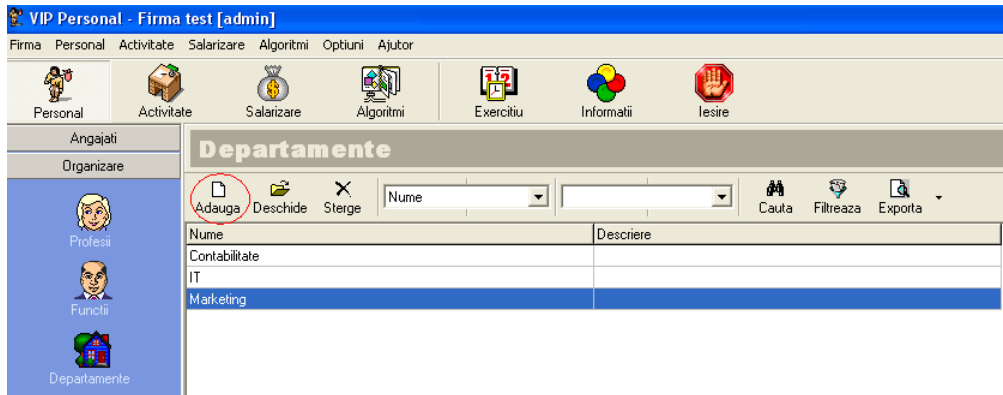 VIP Personal - Firma test [admin]
Firma Personal Activitate Salarizare Algoritmi Optiuni Ajutor
Personal Activitate Salarizare Algoritmi Exercitiu Informatii Iesire
Angajati
Organizare
Departamente
Adauga Deschide Sterge Nume Cauta Filtreaza Exporta
Profesii
Functii
Departamente
Nume Descriere
Contabilitate
IT
Marketing